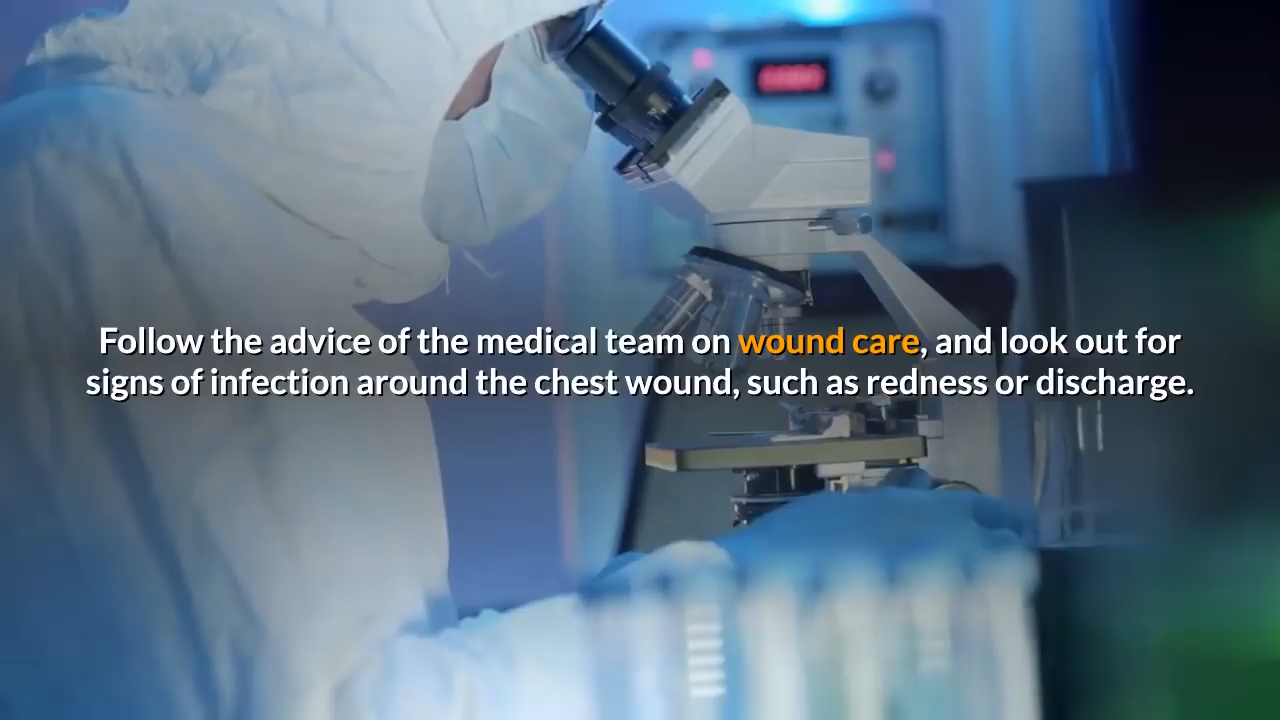 Follow the advice of the medical team on wound care, and look out for
signs of infection around the chest wound, such as redness or discharge.